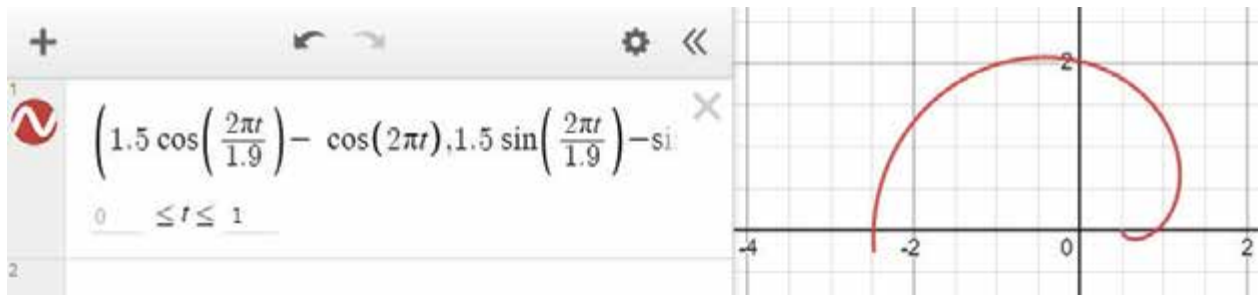 1
(1.5 cos(2πt/1.9) − cos(2πt), 1.5 sin(2πt/1.9) − si
0 ≤ t ≤ 1
2
2
-4 -2 0 2